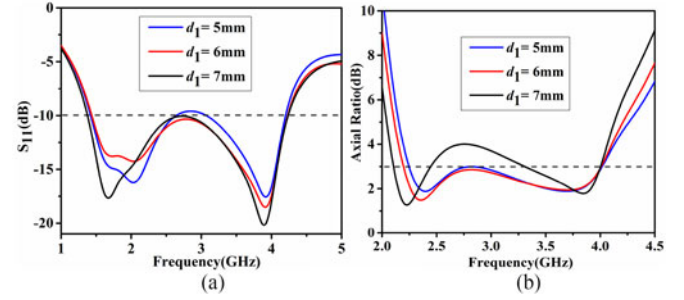 -5
-10
-15
-20
S11(dB)
d1= 5mm
d1= 6mm
d1= 7mm
1
2
3
4
5
Frequency(GHz)
(a)
10
8
6
4
2
0
Axial Ratio(dB)
d1= 5mm
d1= 6mm
d1= 7mm
2.0
2.5
3.0
3.5
4.0
4.5
Frequency(GHz)
(b)